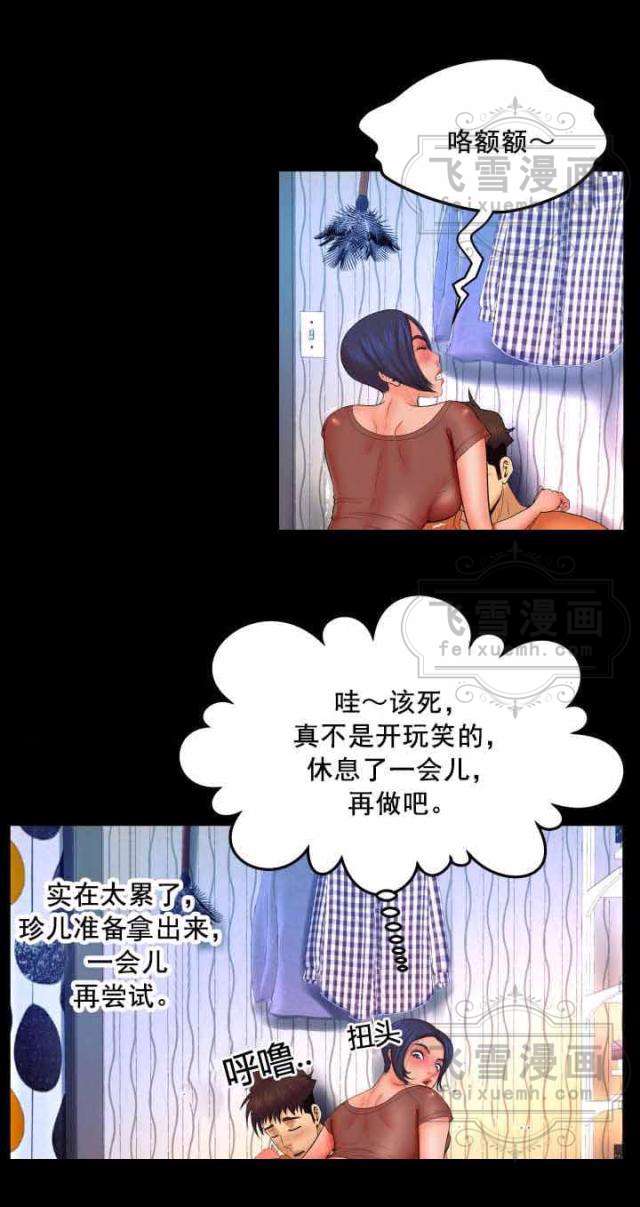 咯额额～
飞雪漫画
feixuemh.com
飞雪漫画
feixuemh.com
哇～该死，
真不是开玩笑的，
休息了一会儿，
再做吧。
实在太累了，
珍儿准备拿出来，
一会儿
再尝试。
扭头
呼噜..
飞雪漫画
feixuemh.com